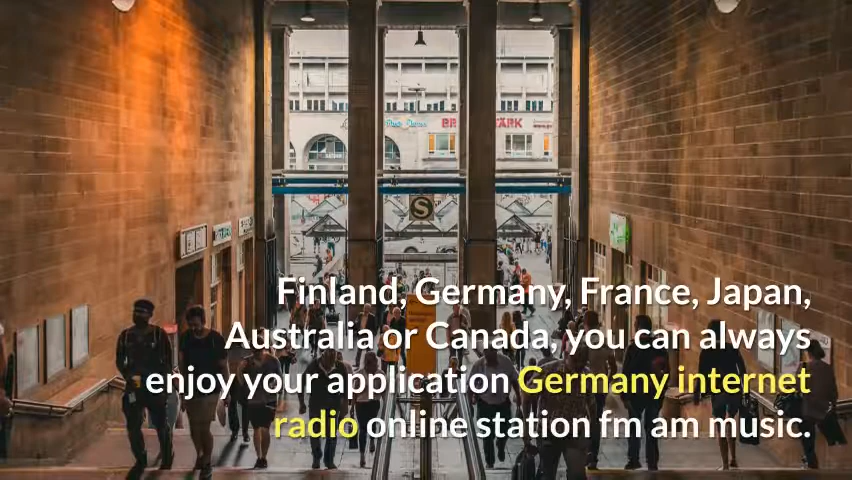 S
Finland, Germany, France, Japan,
Australia or Canada, you can always
enjoy your application Germany internet
radio online station fm am music.